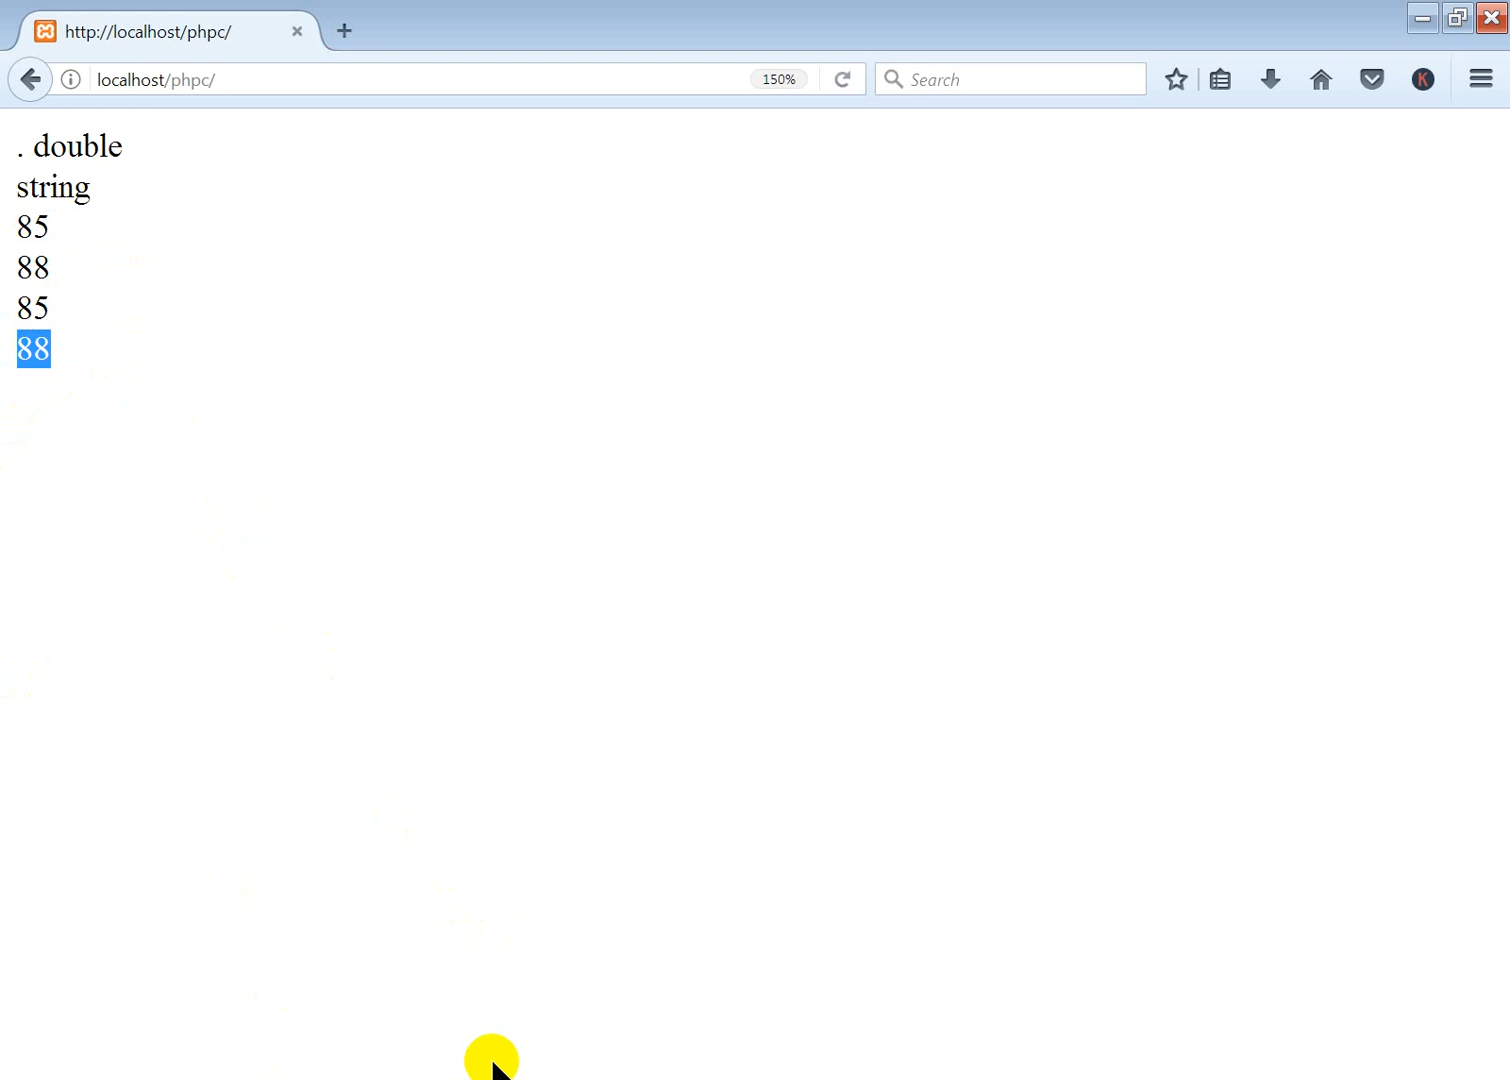 http://localhost/phpc/
localhost/phpc/
150%
Search
K
. double
string
85
88
85
88